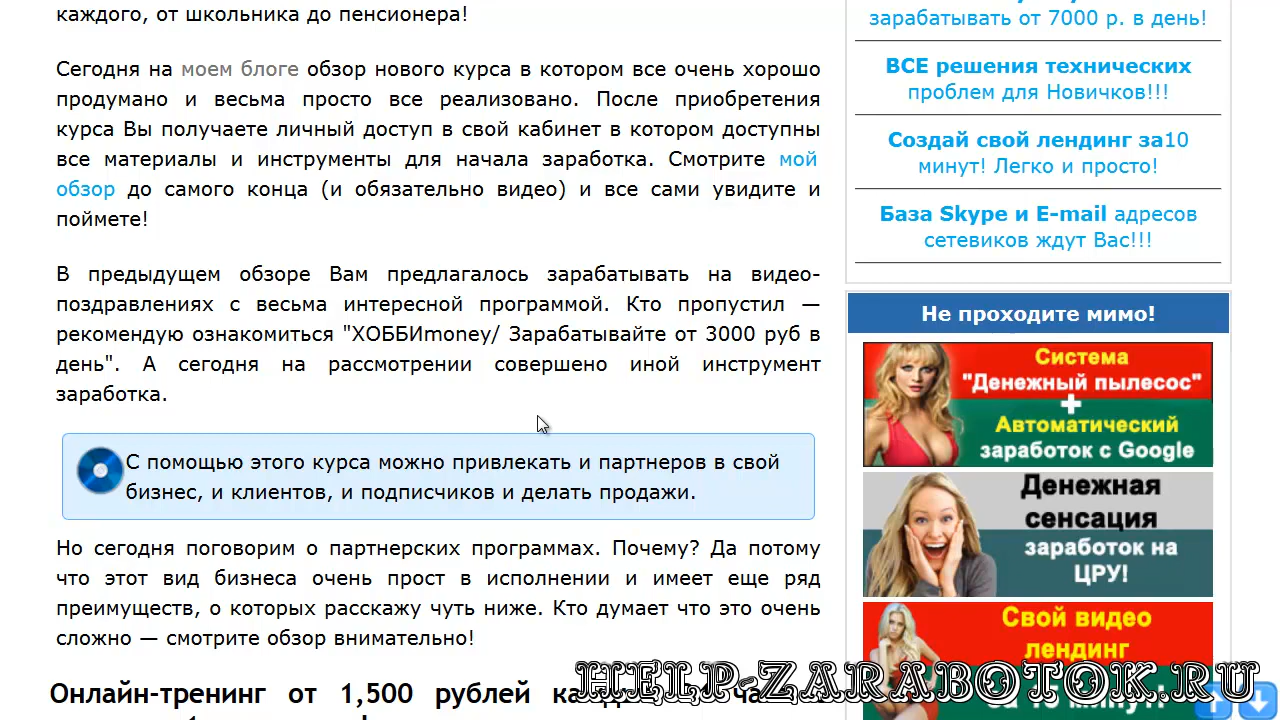 каждого, от школьника до пенсионера!
Сегодня на моем блоге обзор нового курса в котором все очень хорошо
продумано и весьма просто все реализовано. После приобретения
курса Вы получаете личный доступ в свой кабинет в котором доступны
все материалы и инструменты для начала заработка. Смотрите мой
обзор до самого конца (и обязательно видео) и все сами увидите и
поймете!
В предыдущем обзоре Вам предлагалось зарабатывать на видео-
поздравлениях с весьма интересной программой. Кто пропустил —
рекомендую ознакомиться "ХОББИmoney/ Зарабатывайте от 3000 руб в
день". А сегодня на рассмотрении совершено иной инструмент
заработка.
С помощью этого курса можно привлекать и партнеров в свой
бизнес, и клиентов, и подписчиков и делать продажи.
Но сегодня поговорим о партнерских программах. Почему? Да потому
что этот вид бизнеса очень прост в исполнении и имеет еще ряд
преимуществ, о которых расскажу чуть ниже. Кто думает что это очень
сложно — смотрите обзор внимательно!
Онлайн-тренинг от 1,500 рублей
зарабатывать от 7000 р. в день!
ВСЕ решения технических
проблем для Новичков!!!
Создай свой лендинг за10
минут! Легко и просто!
База Skype и E-mail адресов
сетевиков ждут Вас!!!
Не проходите мимо!
Система
"Денежный пылесос"
+
Автоматический
заработок с Google
Денежная
сенсация
заработок на
ЦРУ!
Свой видео
лендинг
HELP-ZARABOTOK.RU